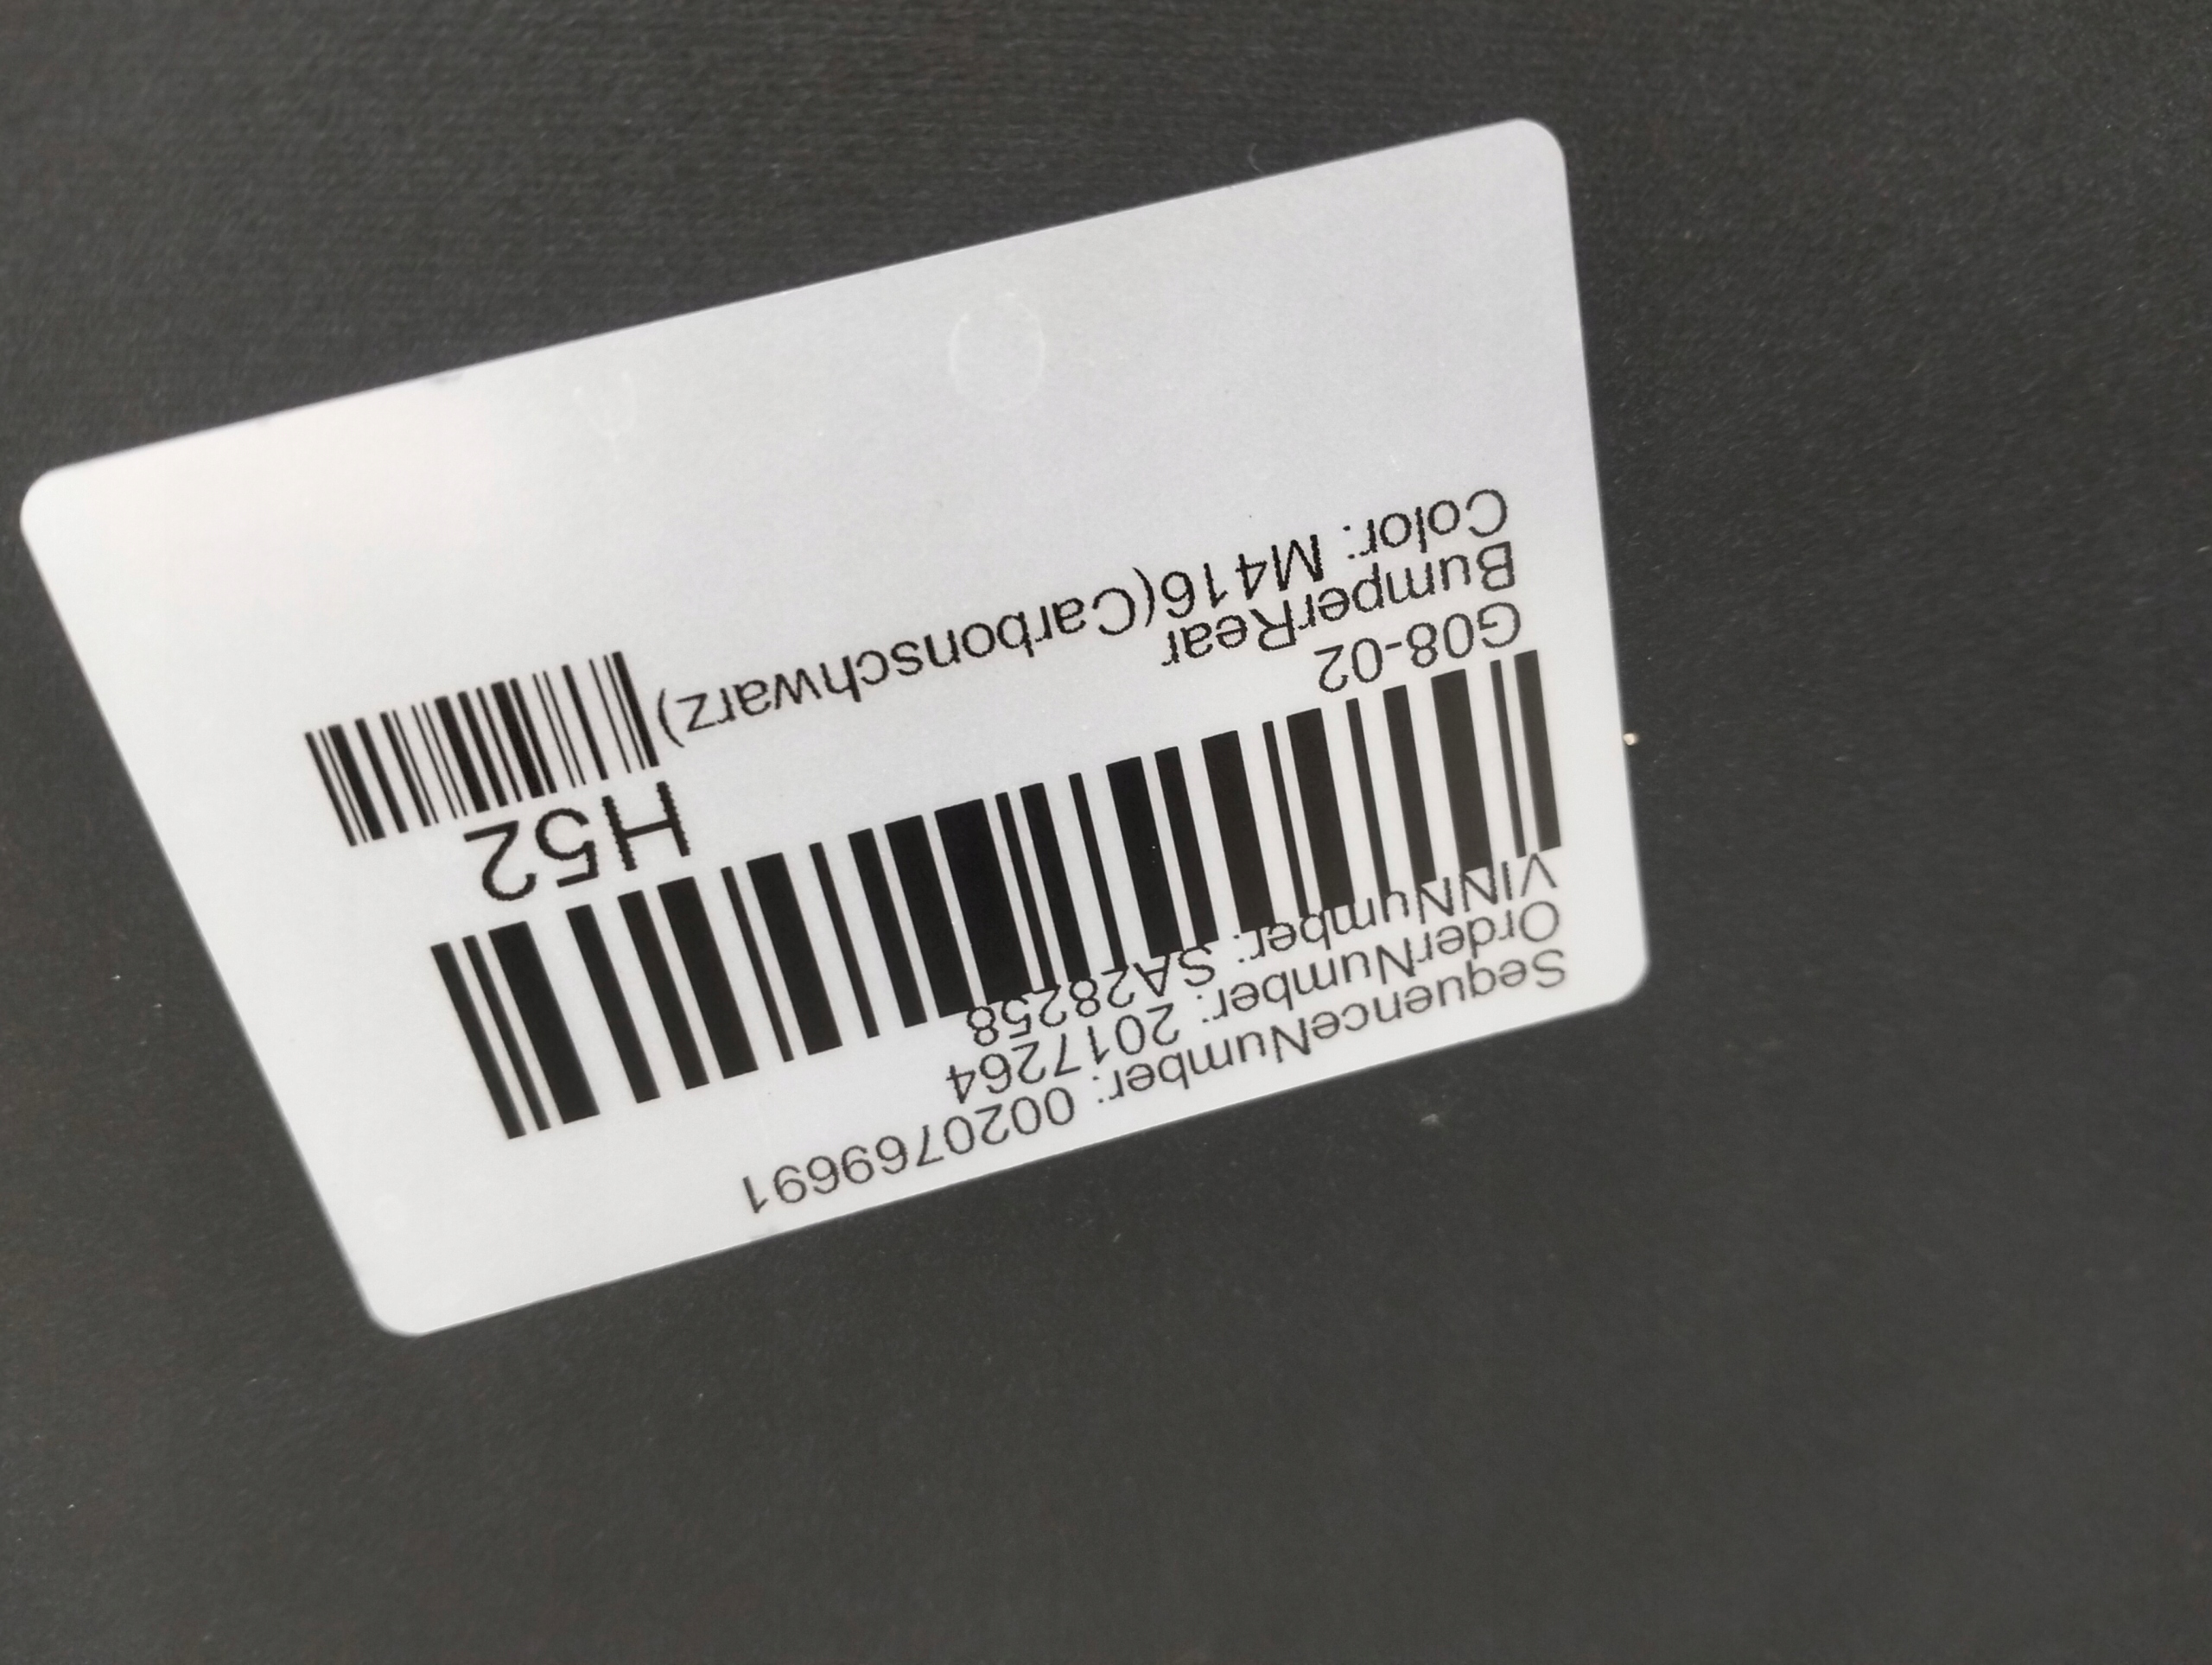 SequenceNumber: 0020769691
OrderNumber: 2017264
VINNumber: SA28258
H52
G08-02
BumperRear
Color: M416(Carbonschwarz)